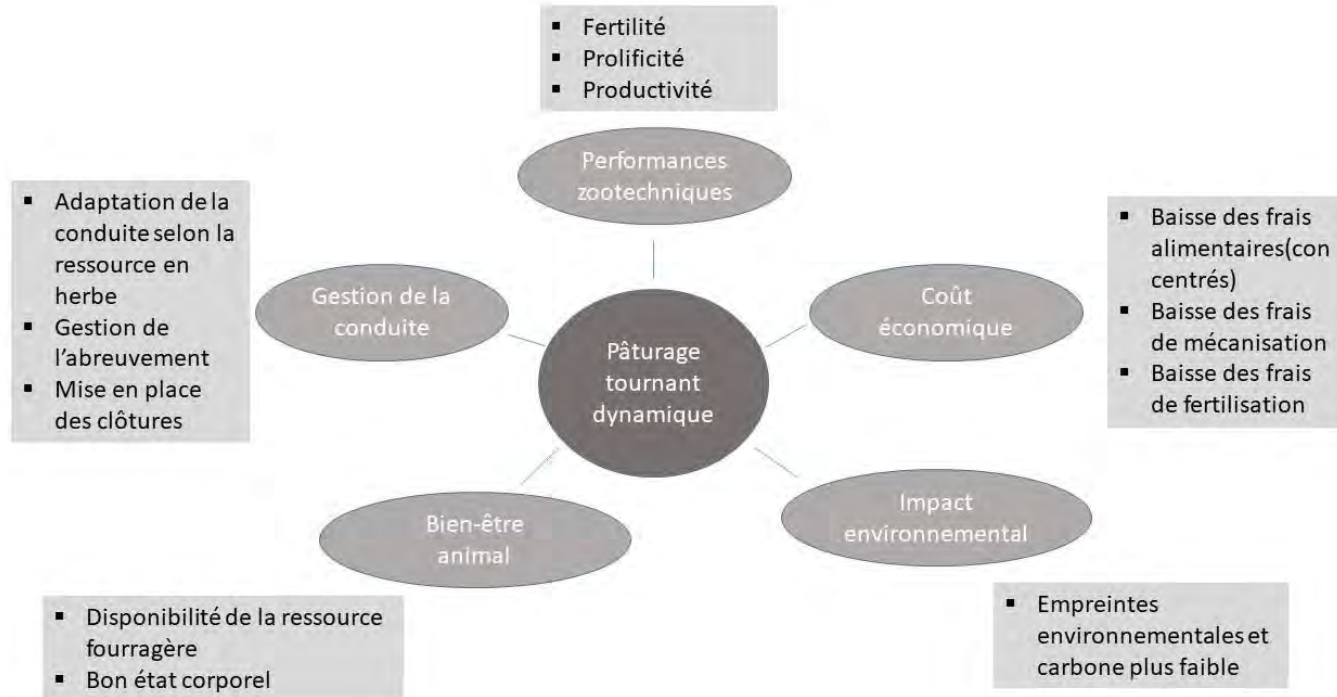 ▪ Fertilité
▪ Prolificité
▪ Productivité
Performances
zootechniques
▪ Adaptation de la
conduite selon la
ressource en
herbe
▪ Gestion de
l'abreuvement
▪ Mise en place
des clôtures
Gestion de la
conduite
Coût
économique
▪ Baisse des frais
alimentaires(con
centrés)
▪ Baisse des frais
de mécanisation
▪ Baisse des frais
de fertilisation
Pâturage
tournant
dynamique
Bien-être
animal
Impact
environnemental
▪ Disponibilité de la ressource
fourragère
▪ Bon état corporel
▪ Empreintes
environnementales et
carbone plus faible